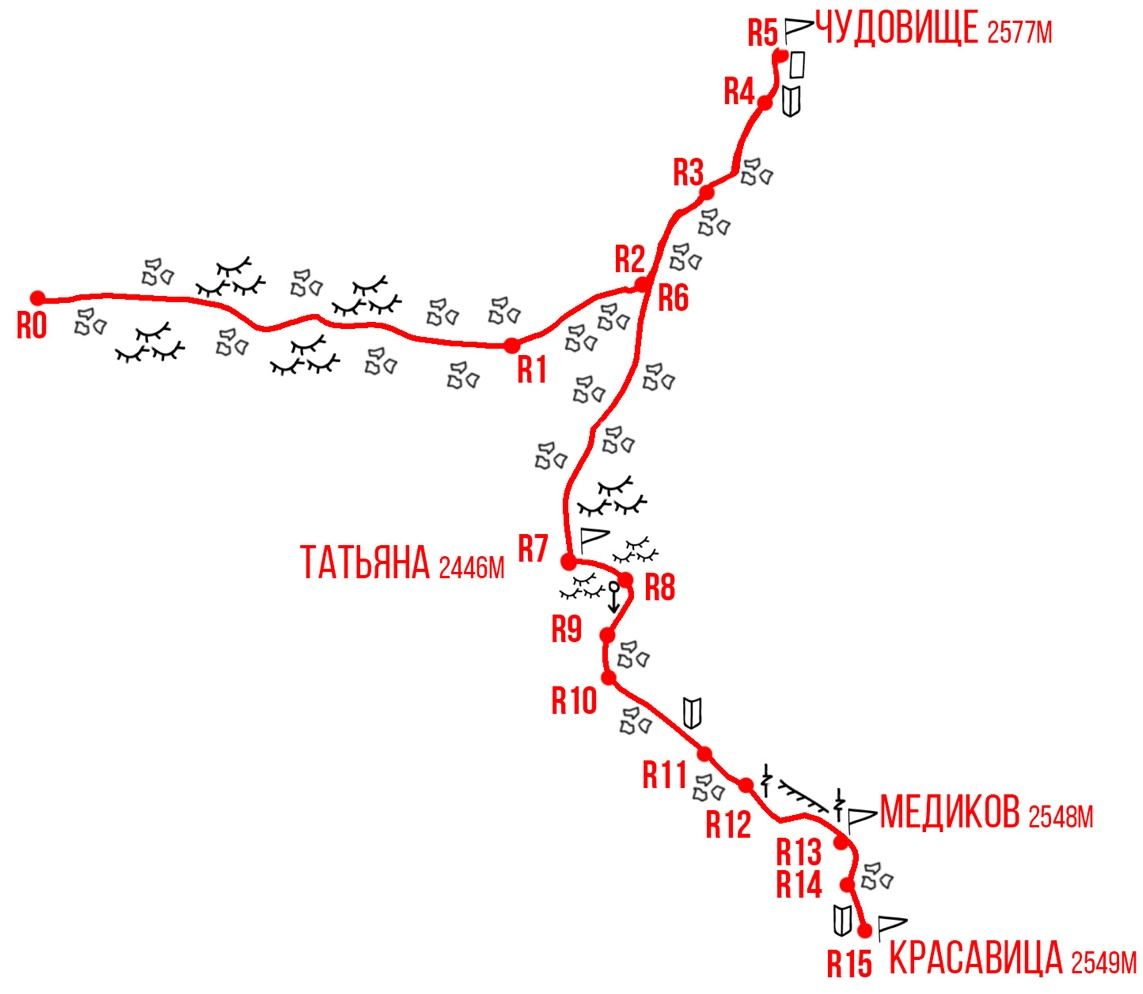 R5 ЧУДОВИЩЕ 2577М
R4
R3
R2
R6
R0
R1
ТАТЬЯНА 2446М R7
R8
R9
R10
R11
R12
МЕДИКОВ 2548М
R13
R14
R15 КРАСАВИЦА 2549М